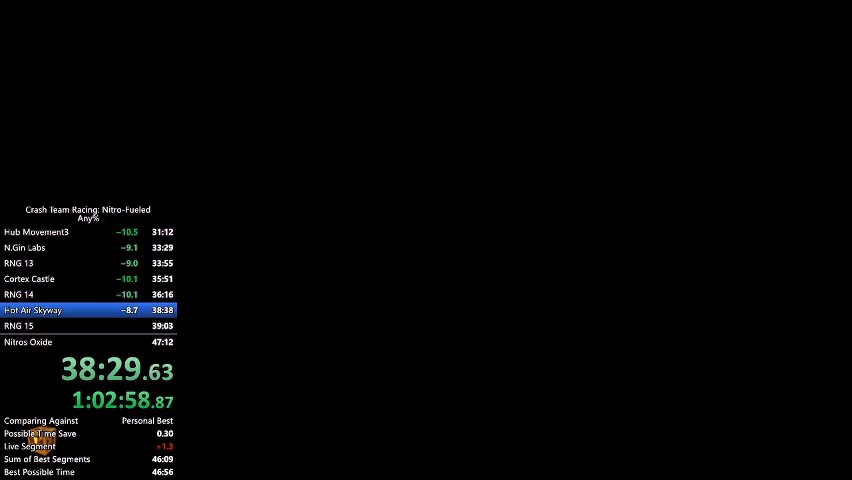 Crash Team Racing: Nitro-Fueled
Any%
Hub Movement3 −10.5 31:12
N.Gin Labs −9.1 33:29
RNG 13 −9.0 33:55
Cortex Castle −10.1 35:51
RNG 14 −10.1 36:16
Hot Air Skyway −8.7 38:38
RNG 15 39:03
Nitros Oxide 47:12
38:29.63
1:02:58.87
Comparing Against Personal Best
Possible Time Save 0.30
Live Segment +1.3
Sum of Best Segments 46:09
Best Possible Time 46:56